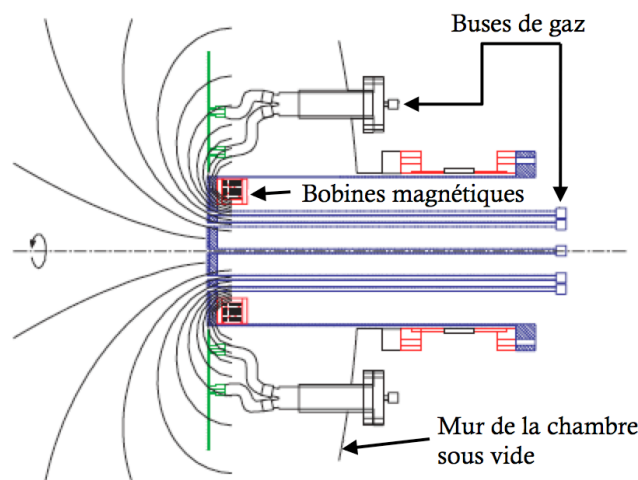 Buses de gaz
Bobines magnétiques
Mur de la chambre
sous vide